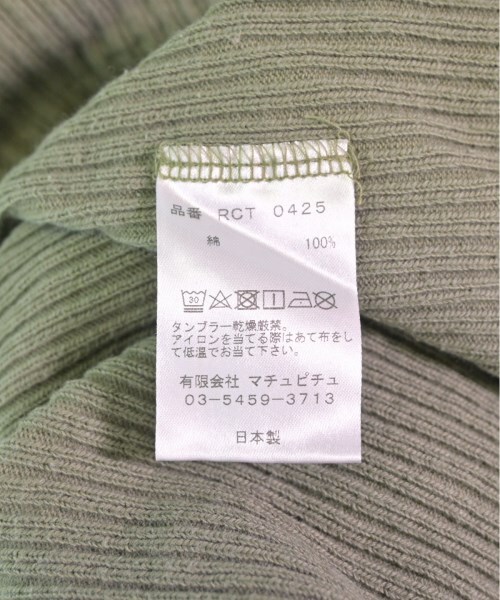 品番 RCT 0425
綿 100%
30
タンブラー乾燥厳禁。
アイロンを当てる際はあて布をし
て低温でお当て下さい。
有限会社 マチュピチュ
03-5459-3713
日本製